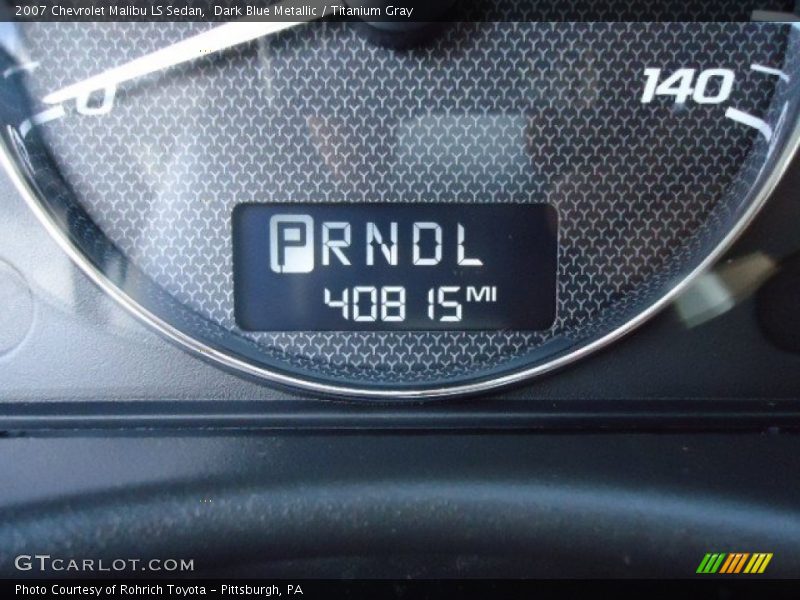 2007 Chevrolet Malibu LS Sedan, Dark Blue Metallic / Titanium Gray
0 140
PRNDL
40815 MI
GTCARLOT.COM
Photo Courtesy of Rohrich Toyota - Pittsburgh, PA